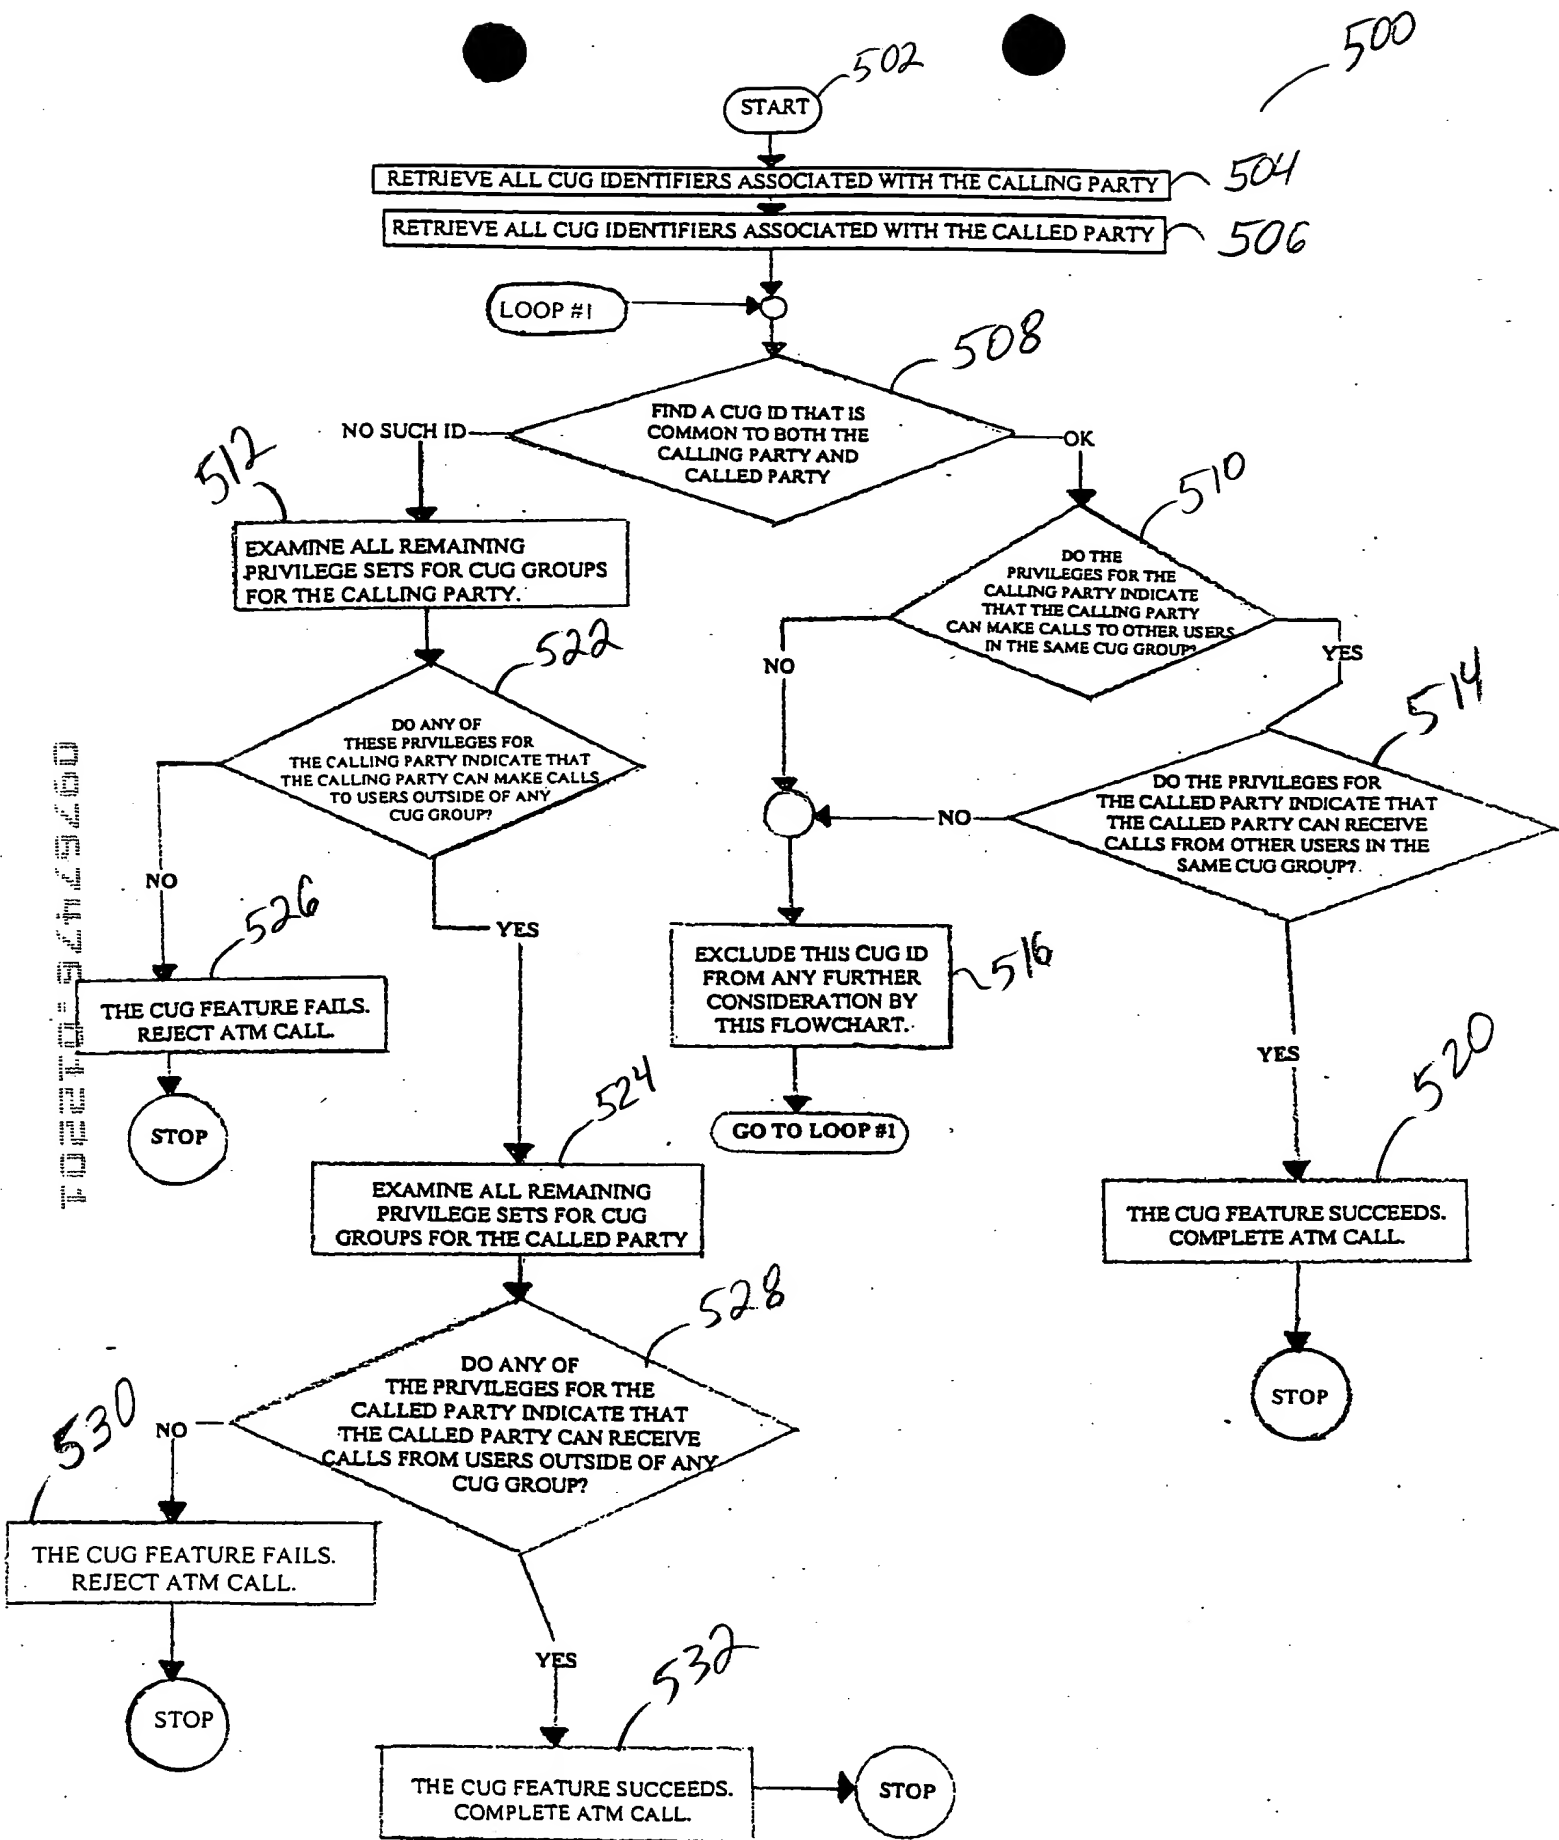 500
502
START
RETRIEVE ALL CUG IDENTIFIERS ASSOCIATED WITH THE CALLING PARTY
504
RETRIEVE ALL CUG IDENTIFIERS ASSOCIATED WITH THE CALLED PARTY
506
LOOP #1
508
FIND A CUG ID THAT IS
COMMON TO BOTH THE
CALLING PARTY AND
CALLED PARTY
NO SUCH ID
OK
512
EXAMINE ALL REMAINING
PRIVILEGE SETS FOR CUG GROUPS
FOR THE CALLING PARTY.
510
DO THE
PRIVILEGES FOR THE
CALLING PARTY INDICATE
THAT THE CALLING PARTY
CAN MAKE CALLS TO OTHER USERS
IN THE SAME CUG GROUP?
NO
YES
522
DO ANY OF
THESE PRIVILEGES FOR
THE CALLING PARTY INDICATE THAT
THE CALLING PARTY CAN MAKE CALLS
TO USERS OUTSIDE OF ANY
CUG GROUP?
514
DO THE PRIVILEGES FOR
THE CALLED PARTY INDICATE THAT
THE CALLED PARTY CAN RECEIVE
CALLS FROM OTHER USERS IN THE
SAME CUG GROUP?
NO
NO
YES
526
THE CUG FEATURE FAILS.
REJECT ATM CALL.
STOP
EXCLUDE THIS CUG ID
FROM ANY FURTHER
CONSIDERATION BY
THIS FLOWCHART.
516
GO TO LOOP #1
YES
520
THE CUG FEATURE SUCCEEDS.
COMPLETE ATM CALL.
STOP
524
EXAMINE ALL REMAINING
PRIVILEGE SETS FOR CUG
GROUPS FOR THE CALLED PARTY
528
DO ANY OF
THE PRIVILEGES FOR THE
CALLED PARTY INDICATE THAT
THE CALLED PARTY CAN RECEIVE
CALLS FROM USERS OUTSIDE OF ANY
CUG GROUP?
NO
530
THE CUG FEATURE FAILS.
REJECT ATM CALL.
STOP
YES
532
THE CUG FEATURE SUCCEEDS.
COMPLETE ATM CALL.
STOP
09757476.012201